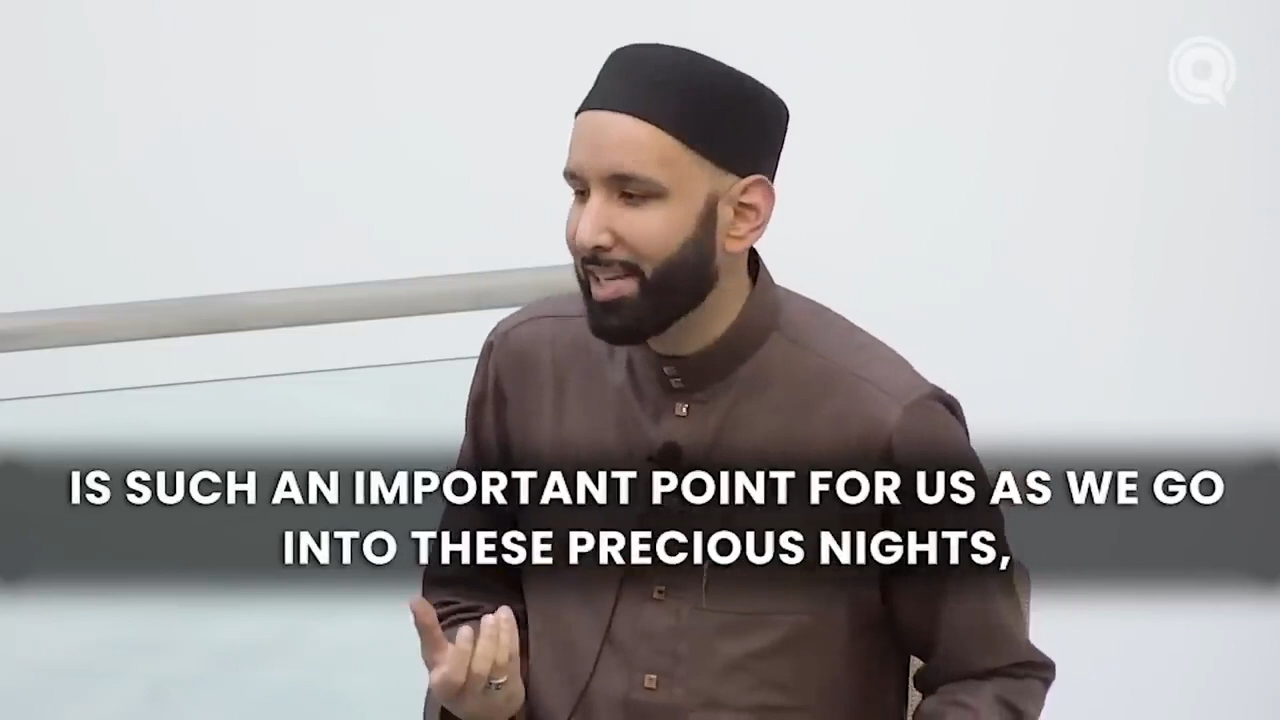 IS SUCH AN IMPORTANT POINT FOR US AS WE GO
INTO THESE PRECIOUS NIGHTS,